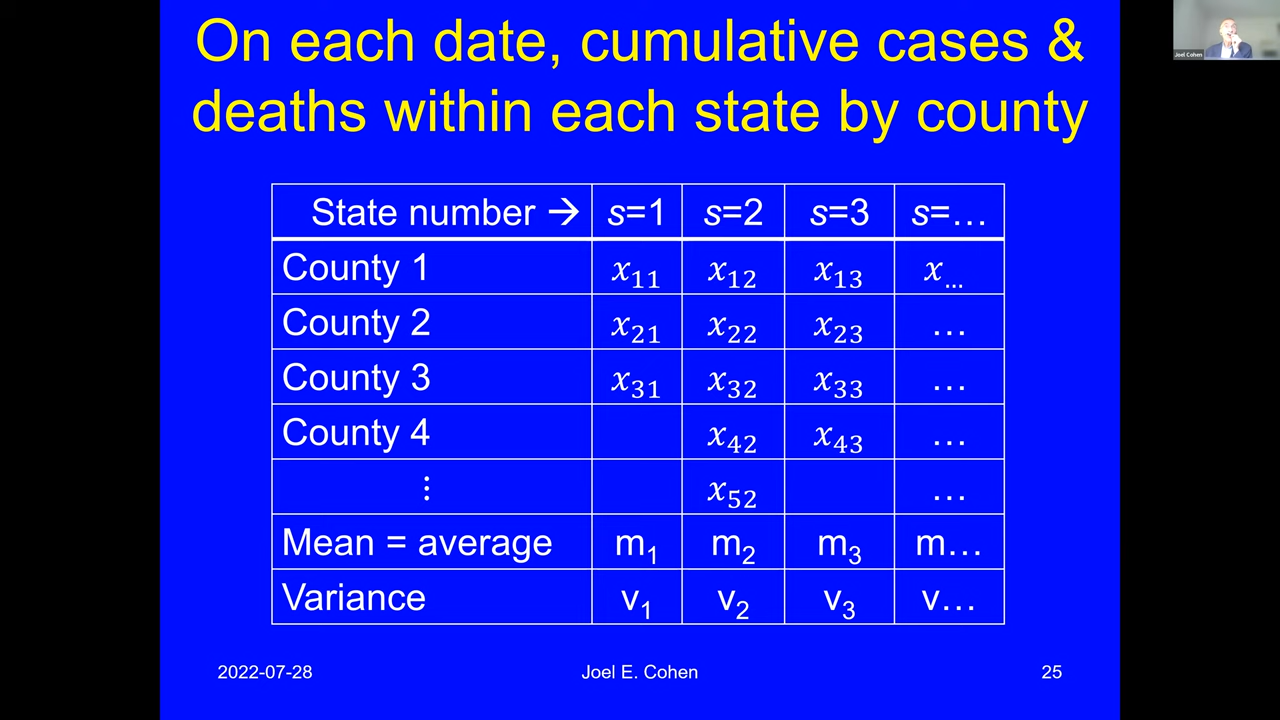 On each date, cumulative cases &
deaths within each state by county
State number → s=1 s=2 s=3 s=…
County 1 x₁₁ x₁₂ x₁₃ x…
County 2 x₂₁ x₂₂ x₂₃ …
County 3 x₃₁ x₃₂ x₃₃ …
County 4 x₄₂ x₄₃ …
⋮ x₅₂ …
Mean = average m₁ m₂ m₃ m…
Variance v₁ v₂ v₃ v…
2022-07-28 Joel E. Cohen 25
Joel Cohen